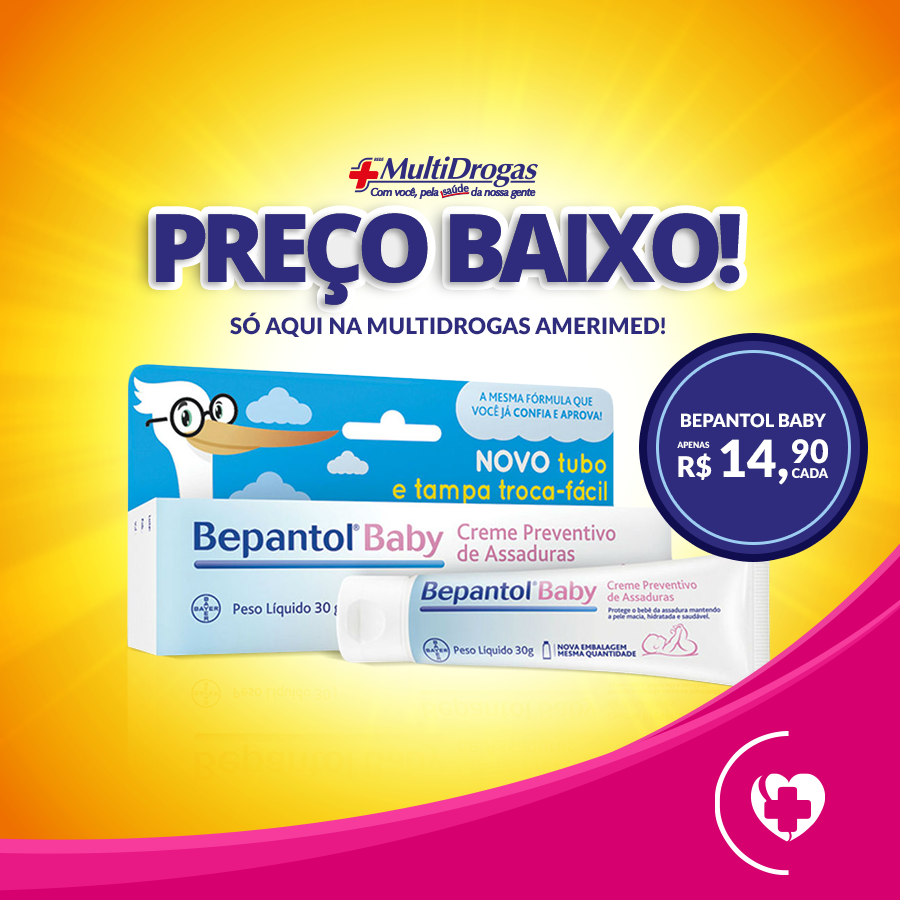 REDE
MultiDrogas
Com você, pela saúde da nossa gente
PREÇO BAIXO!
SÓ AQUI NA MULTIDROGAS AMERIMED!
A MESMA FÓRMULA QUE
VOCÊ JÁ CONFIA E APROVA!
NOVO tubo
e tampa troca-fácil
BEPANTOL BABY
APENAS
R$ 14,90
CADA
Bepantol® Baby
Creme Preventivo
de Assaduras
BAYER
Peso Líquido 30 g
Bepantol® Baby
Creme Preventivo
de Assaduras
Protege o bebê da assadura mantendo
a pele macia, hidratada e saudável.
BAYER
Peso Líquido 30g
NOVA EMBALAGEM
MESMA QUANTIDADE